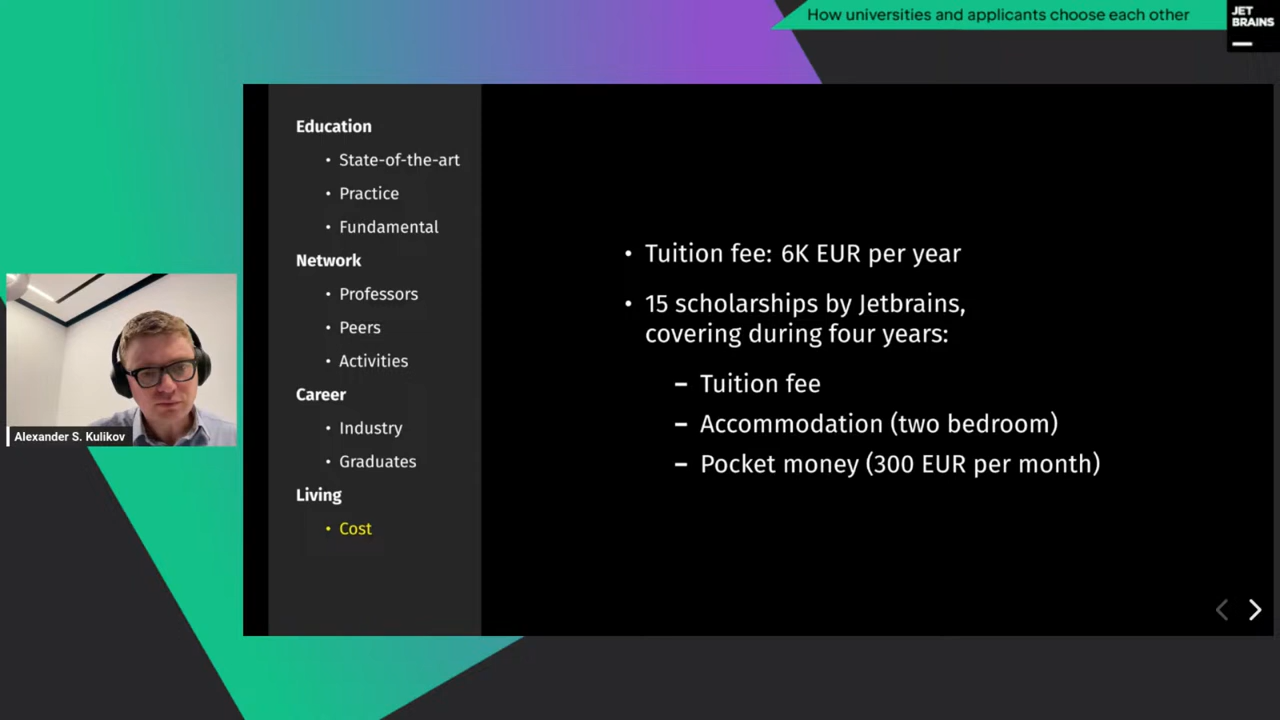 How universities and applicants choose each other
JET
BRAINS
Education
• State-of-the-art
• Practice
• Fundamental
Network
• Professors
• Peers
• Activities
Career
• Industry
• Graduates
Living
• Cost
• Tuition fee: 6K EUR per year
• 15 scholarships by Jetbrains,
covering during four years:
– Tuition fee
– Accommodation (two bedroom)
– Pocket money (300 EUR per month)
Alexander S. Kulikov